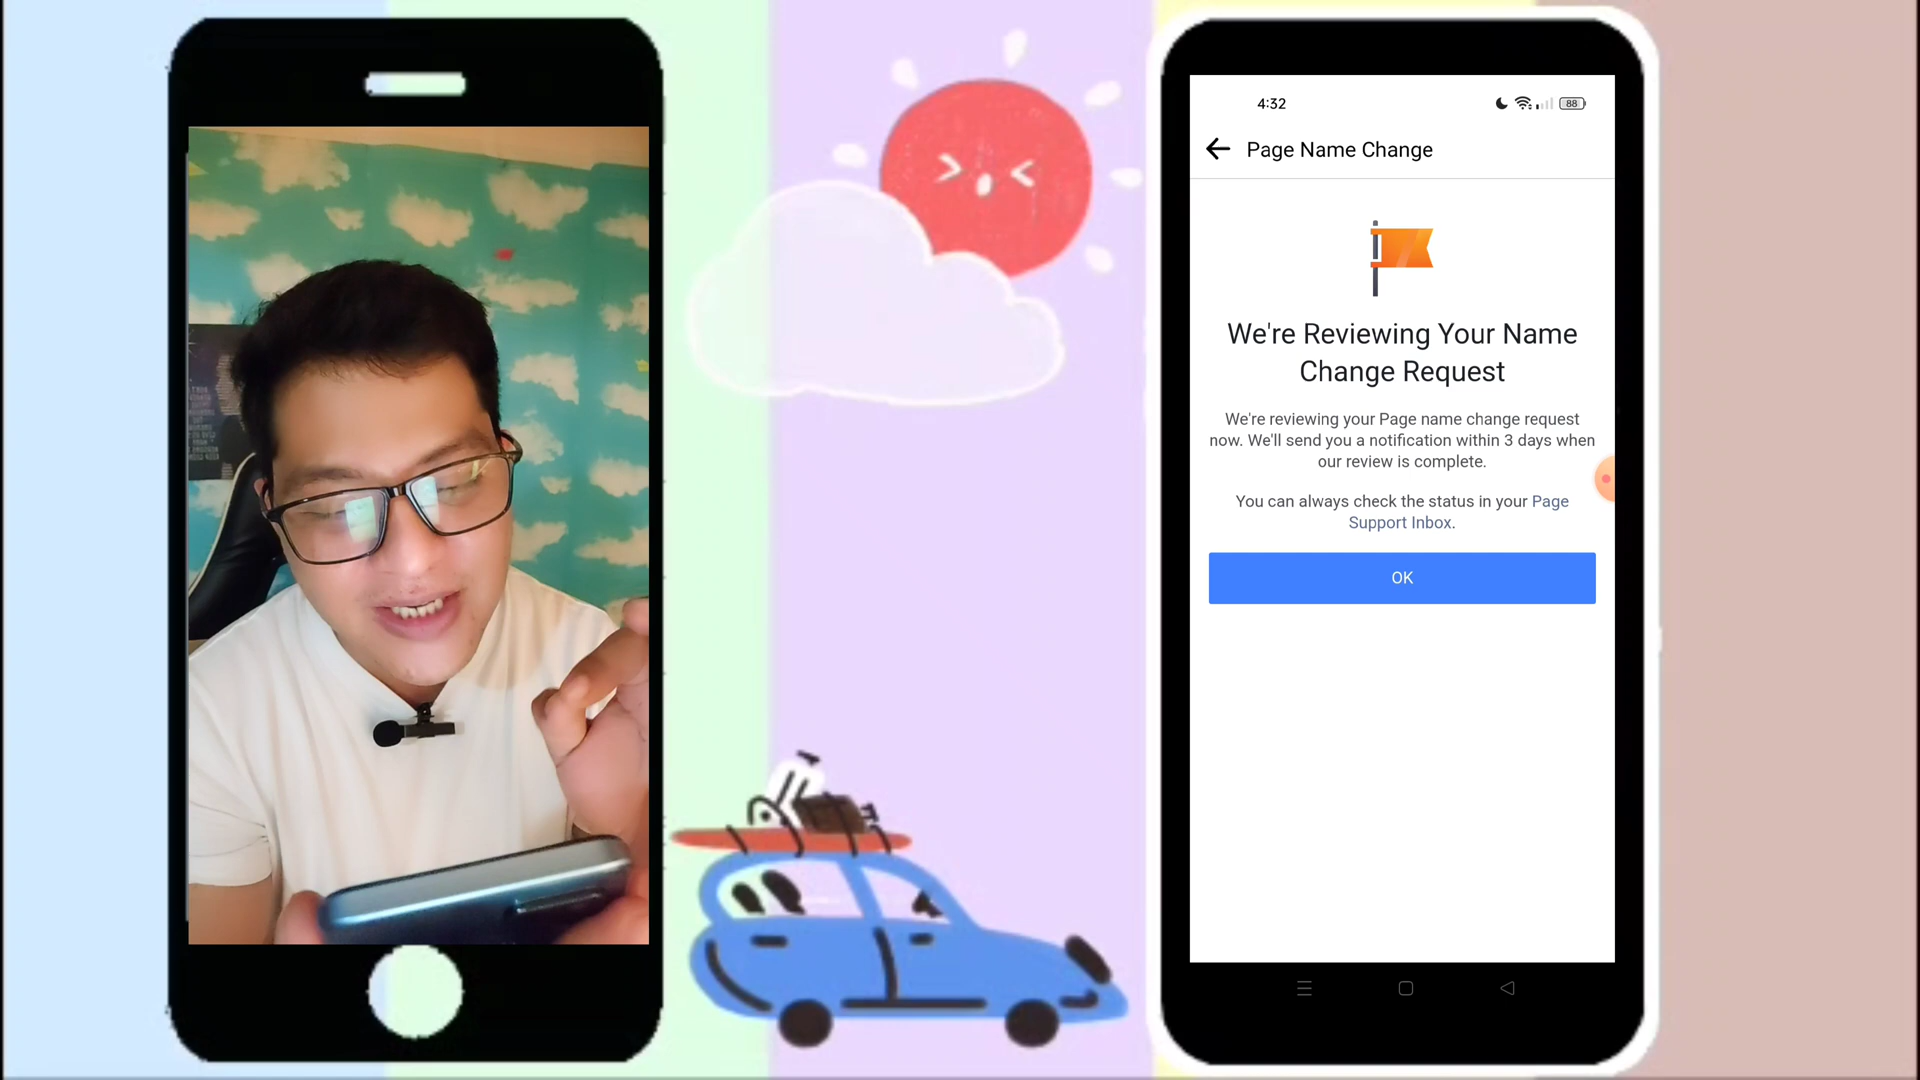 4:32
88
Page Name Change
We're Reviewing Your Name
Change Request
We're reviewing your Page name change request
now. We'll send you a notification within 3 days when
our review is complete.
You can always check the status in your Page
Support Inbox.
OK